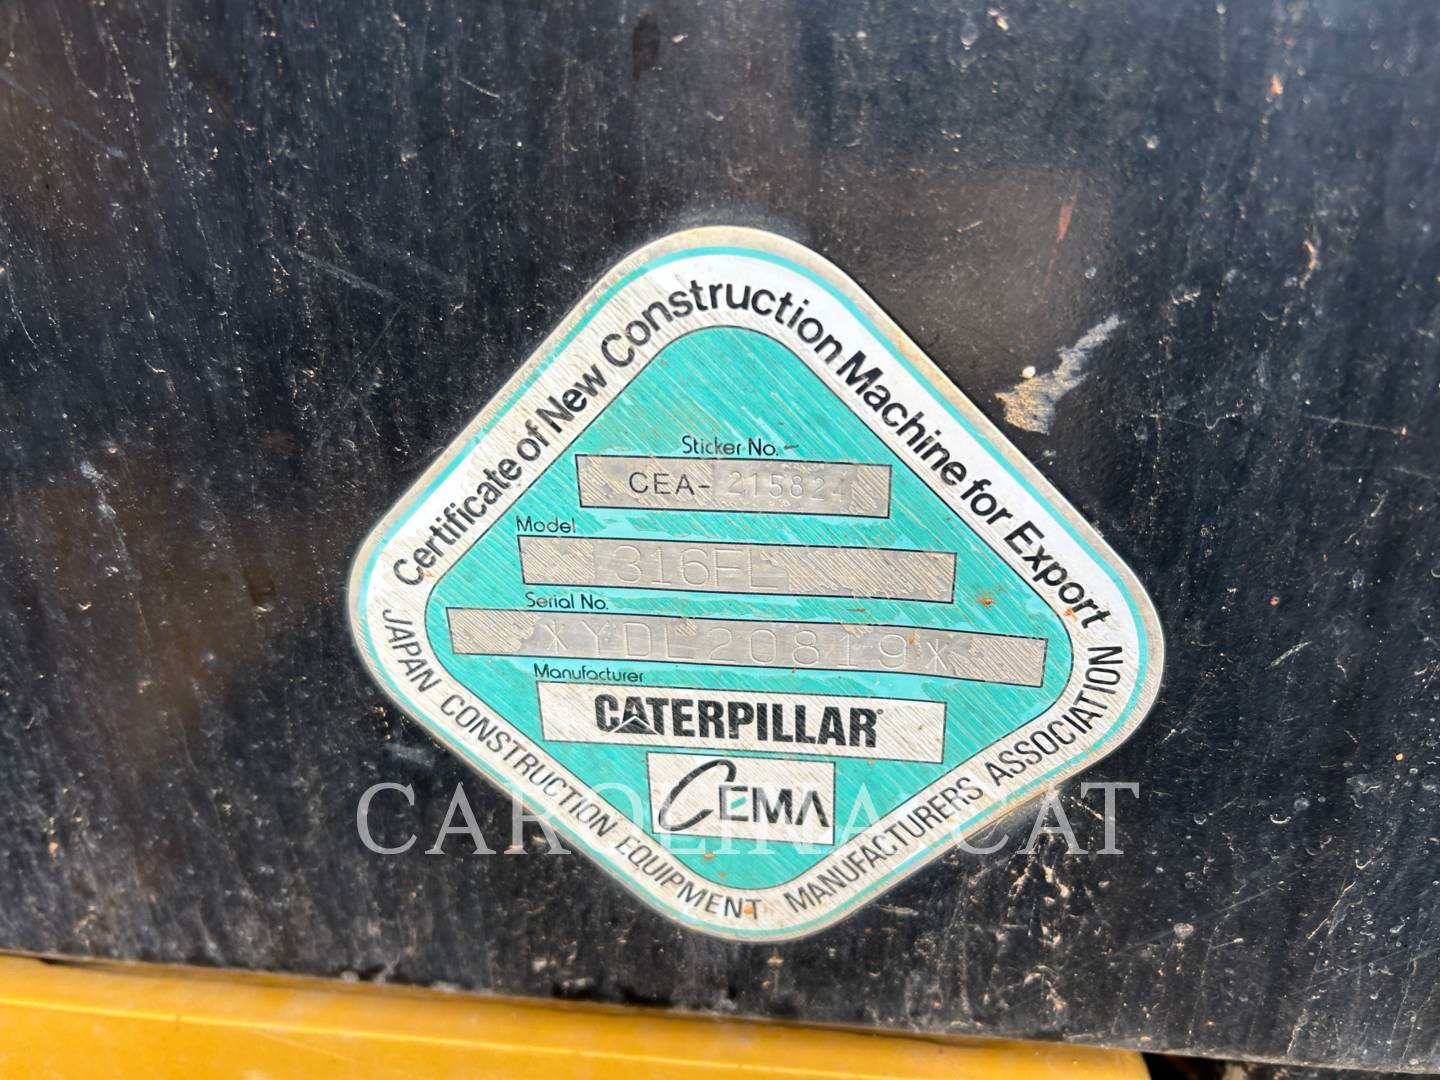 Certificate of New Construction Machine for Export
Sticker No.
CEA-215824
Model
316FL
Serial No.
XYDL20819X
Manufacturer
CATERPILLAR
CEMA
JAPAN CONSTRUCTION EQUIPMENT MANUFACTURERS ASSOCIATION
CAROLINA CAT